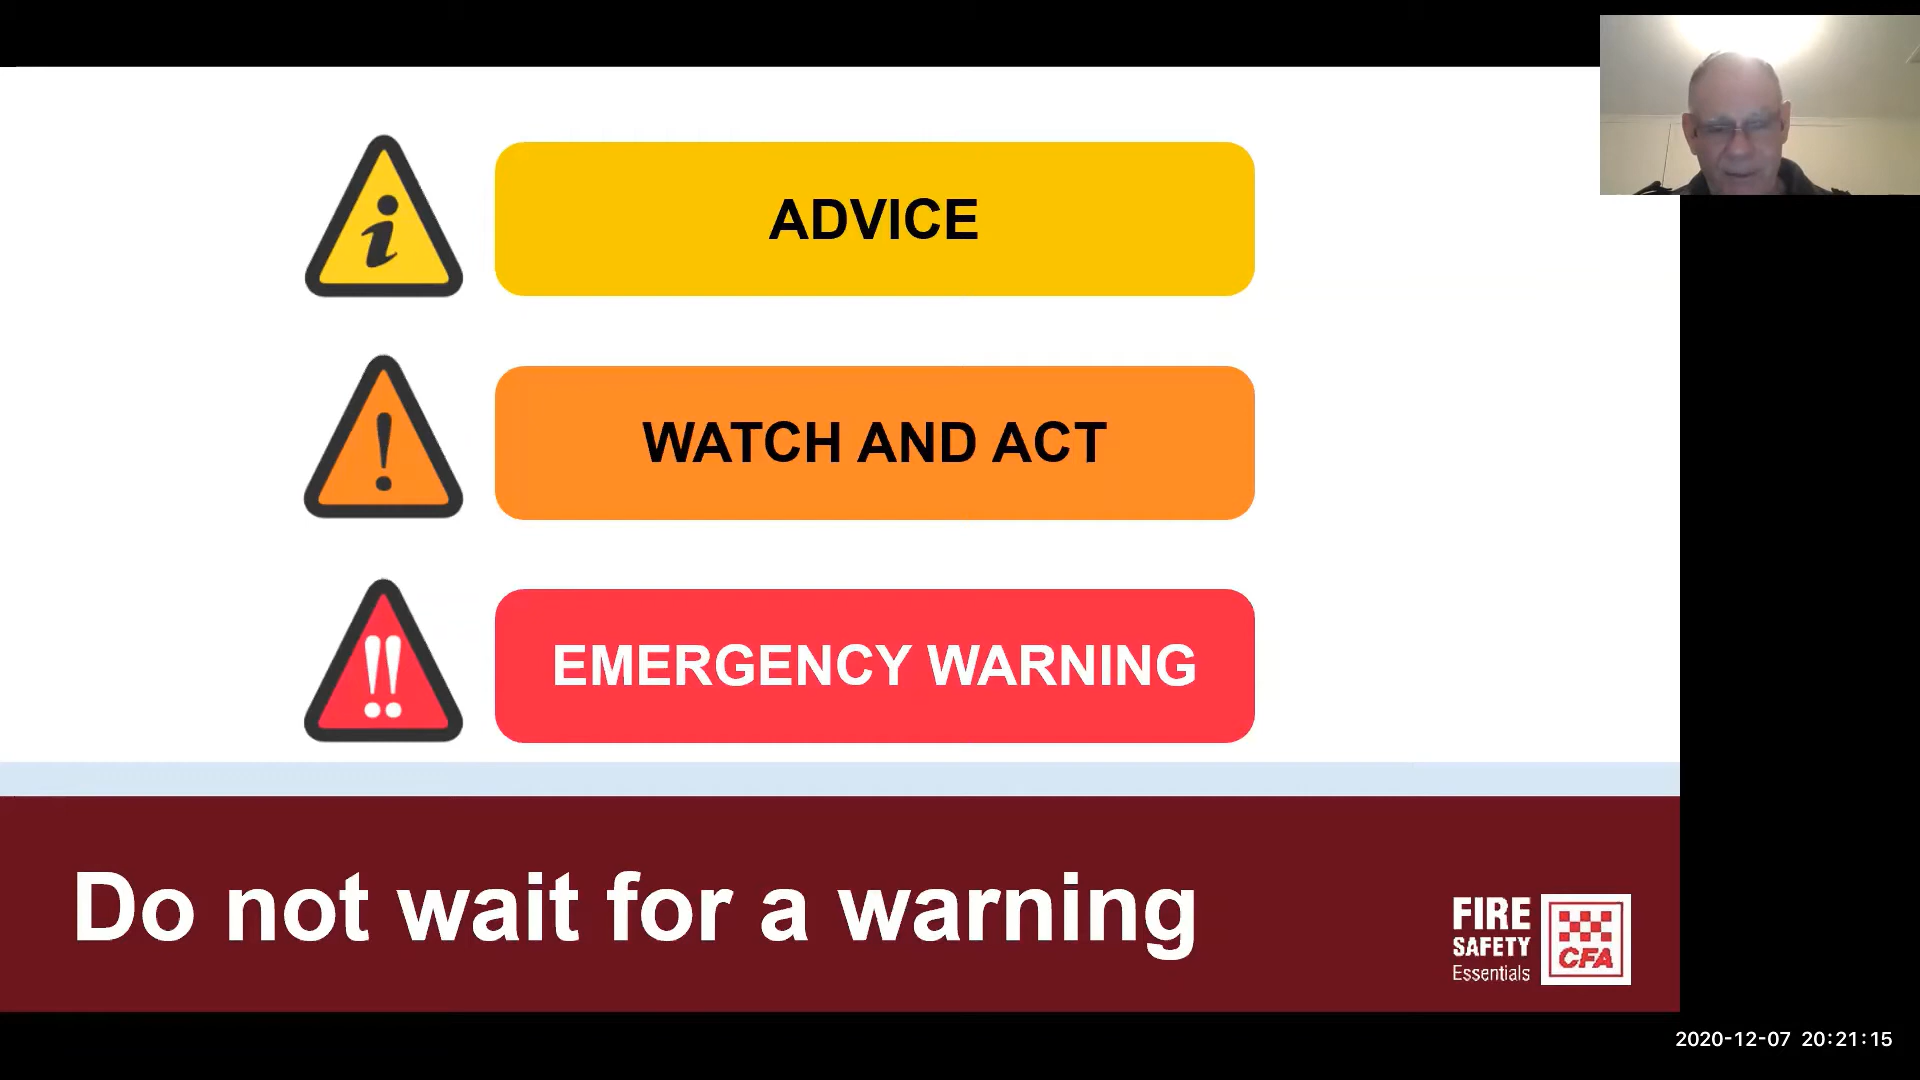 ADVICE
WATCH AND ACT
EMERGENCY WARNING
Do not wait for a warning
FIRE
SAFETY
Essentials
CFA
2020-12-07 20:21:15